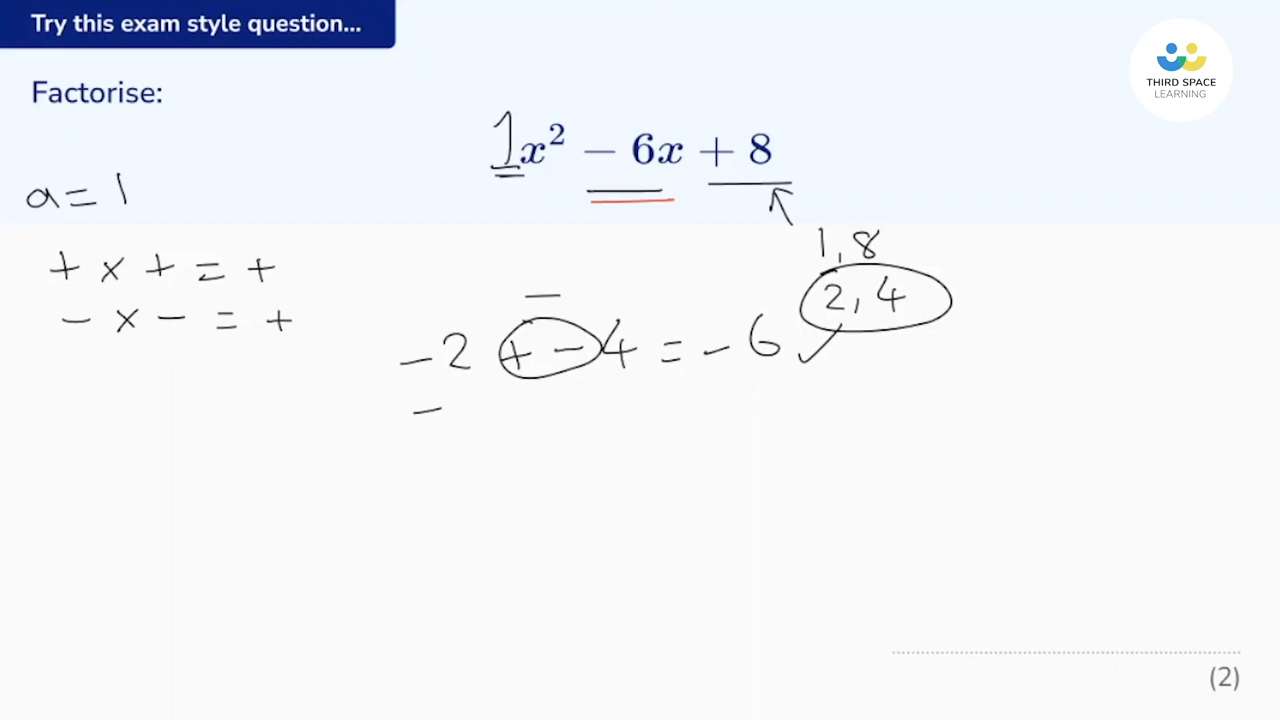 Try this exam style question...
THIRD SPACE
LEARNING
Factorise:
1x² − 6x + 8
a = 1
1, 8
+ x + = +
2, 4
− x − = +
−
−2 + −4 = −6 ✓
−
(2)